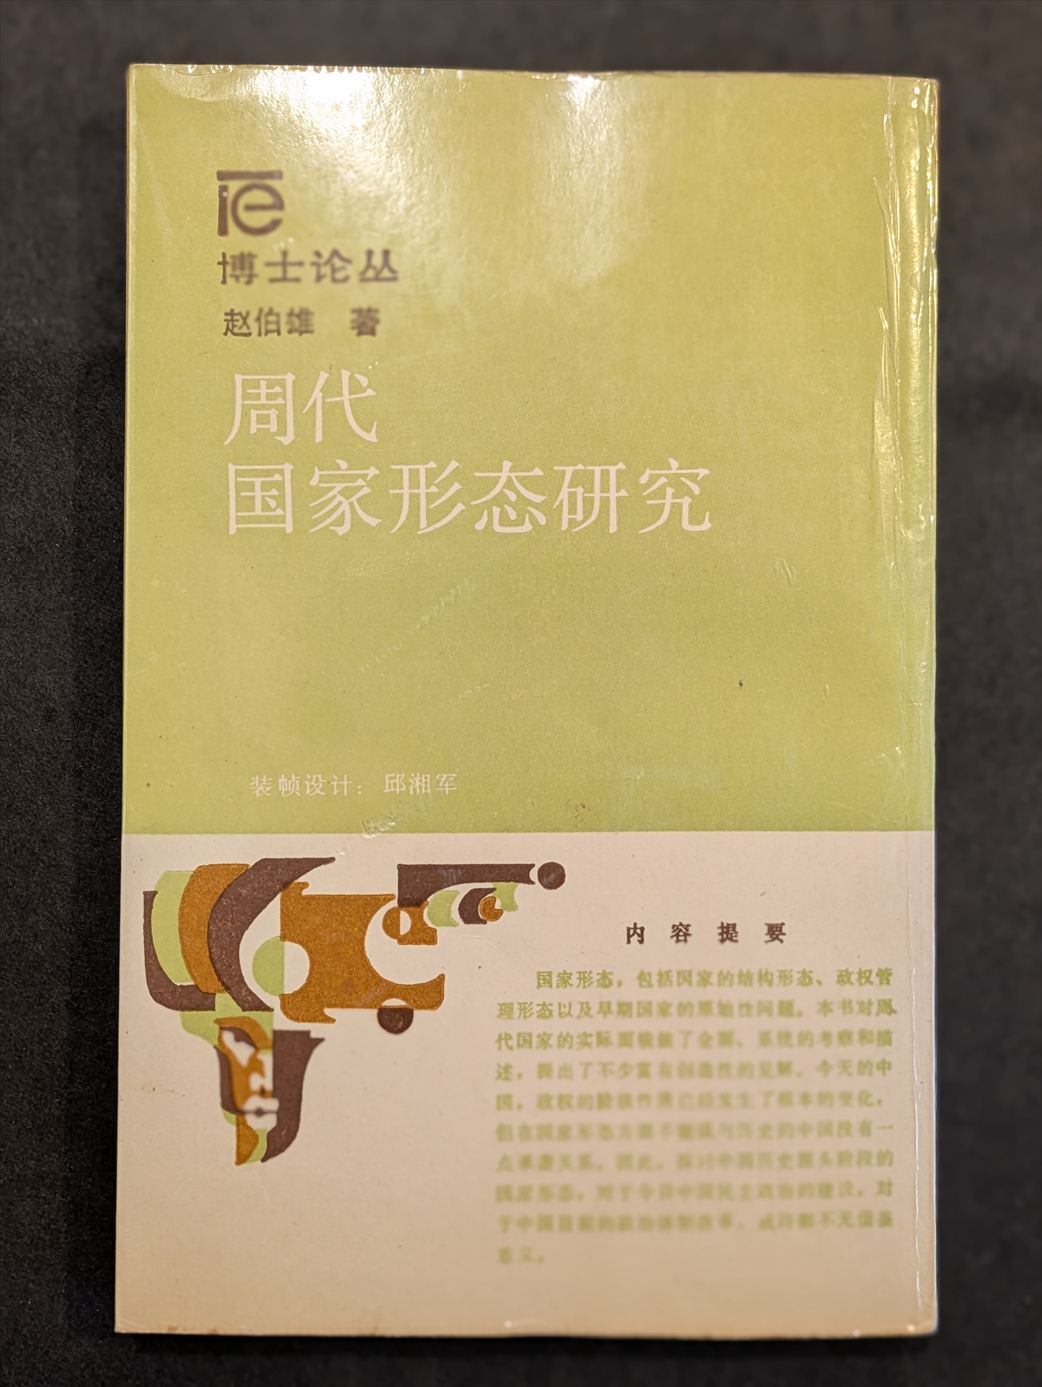 博士论丛
赵伯雄 著
周代
国家形态研究
装帧设计：邱湘军
内容提要
国家形态，包括国家的结构形态、政权管
理形态以及早期国家的原始性问题。本书对周
代国家的实际面貌做了全面、系统的考察和描
述，提出了不少富有创造性的见解。今天的中
国，政权的阶级性质已经发生了根本的变化，
但在国家形态方面不能说与历史的中国没有一
点承袭关系。因此，探讨中国历史源头阶段的
国家形态，对于今日中国民主政治的建设，对
于中国目前的政治体制改革，或许都不无借鉴
意义。